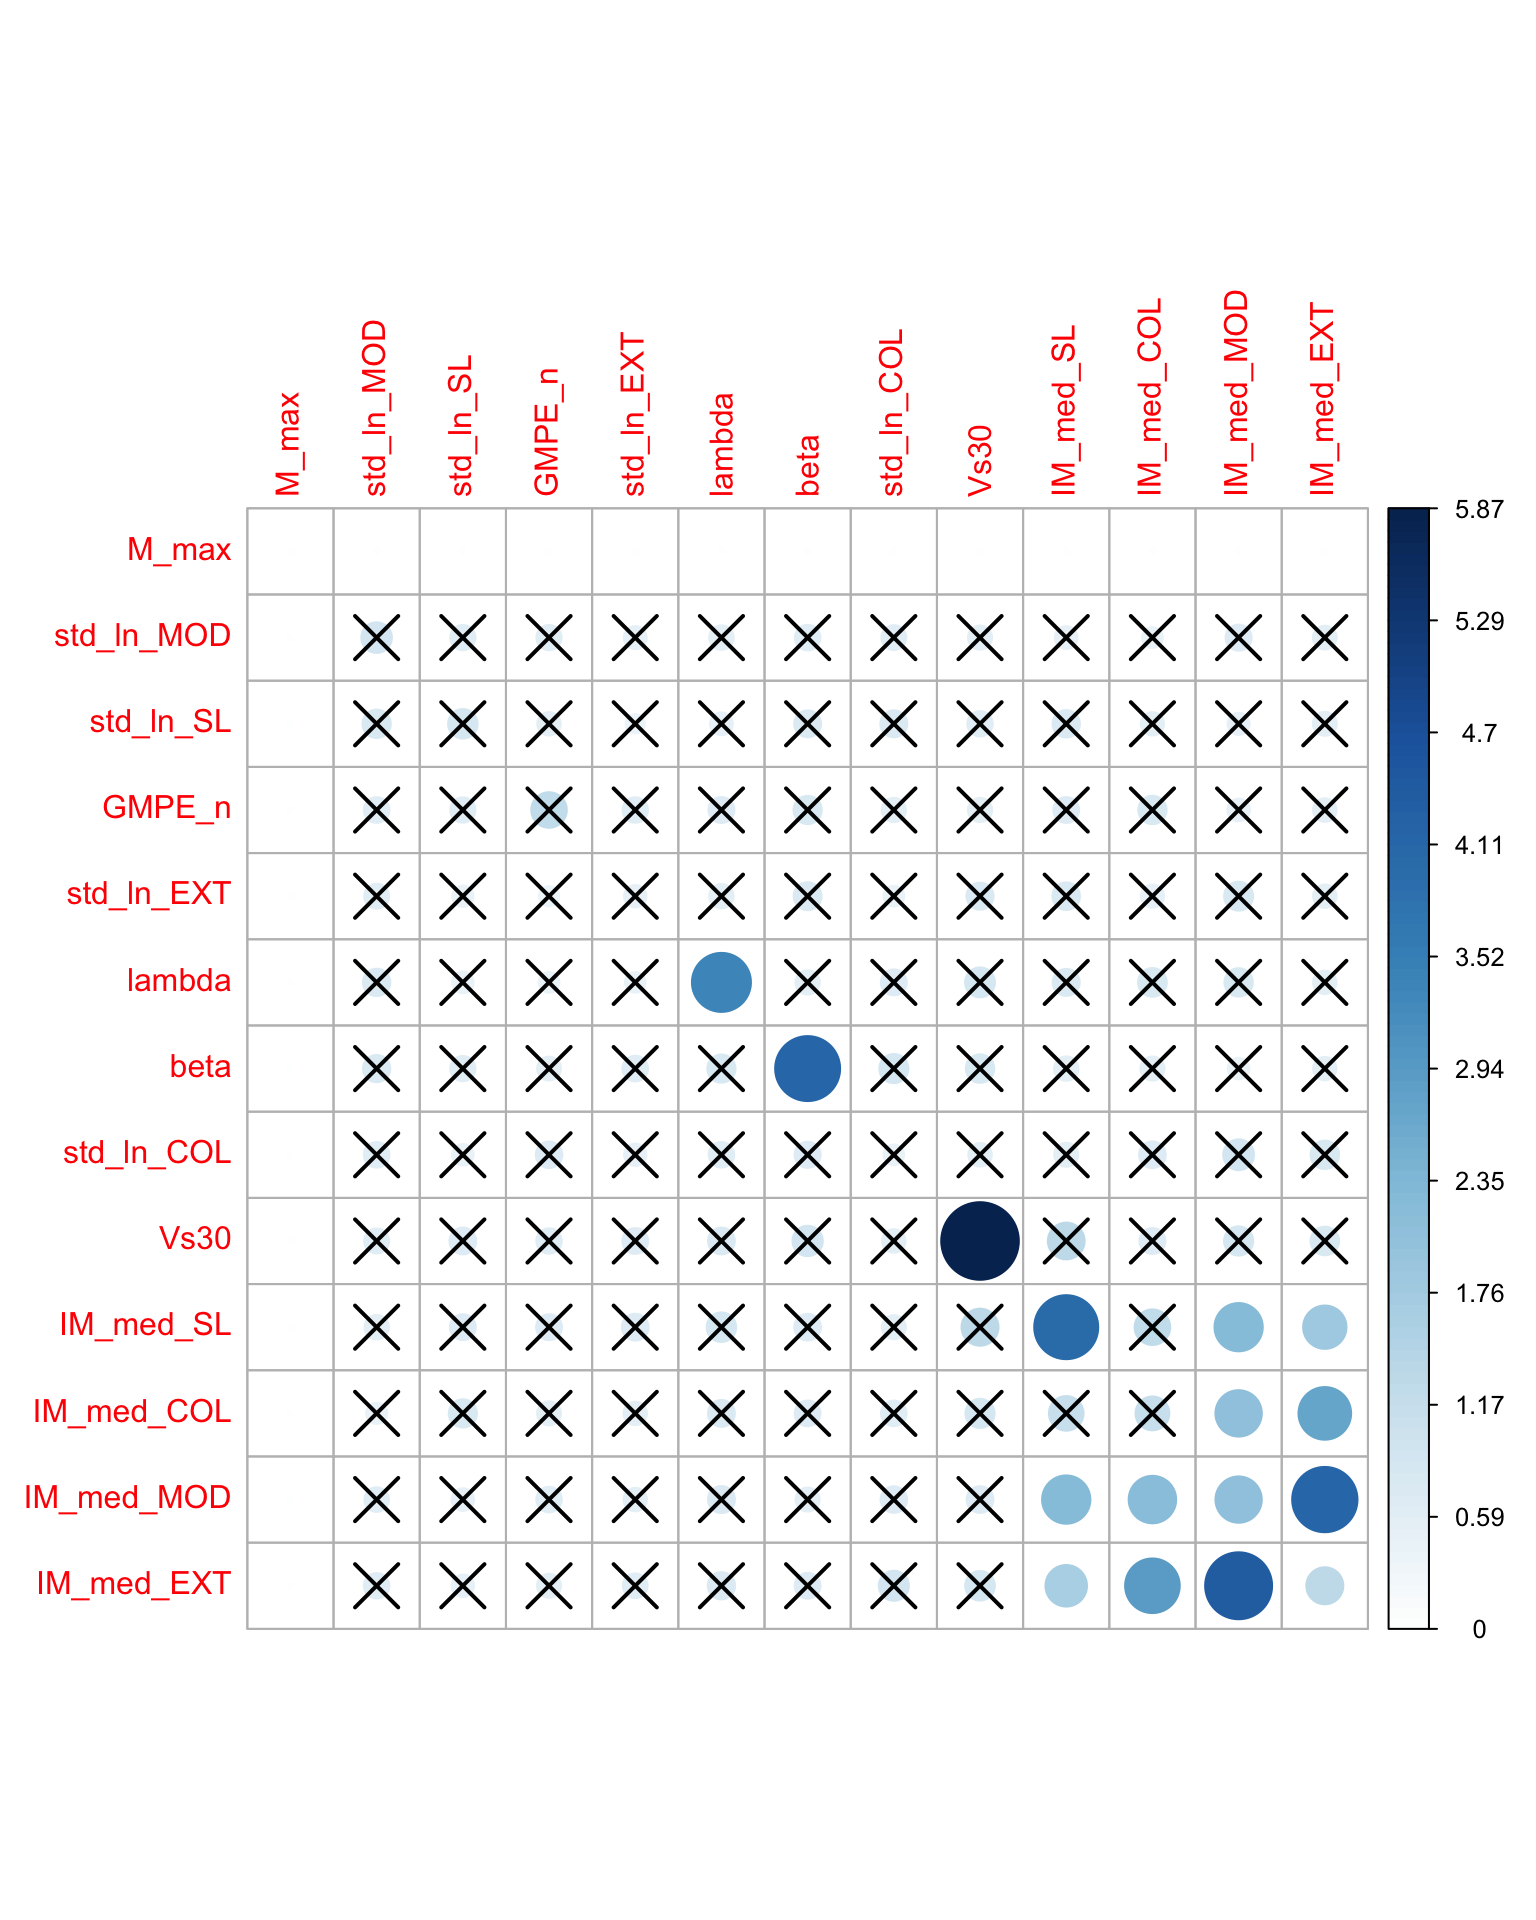 M_max
std_ln_MOD
std_ln_SL
GMPE_n
std_ln_EXT
lambda
beta
std_ln_COL
Vs30
IM_med_SL
IM_med_COL
IM_med_MOD
IM_med_EXT
M_max
std_ln_MOD
std_ln_SL
GMPE_n
std_ln_EXT
lambda
beta
std_ln_COL
Vs30
IM_med_SL
IM_med_COL
IM_med_MOD
IM_med_EXT
5.87
5.29
4.7
4.11
3.52
2.94
2.35
1.76
1.17
0.59
0